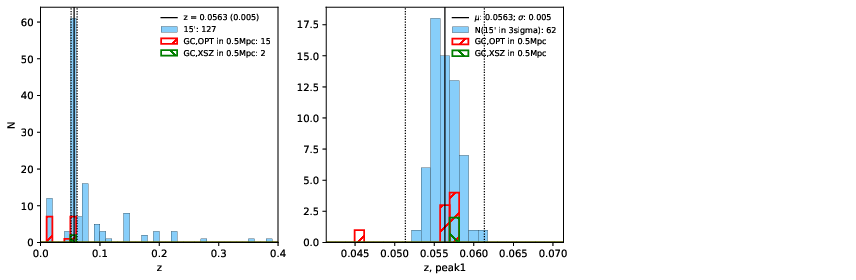 z = 0.0563 (0.005)
15': 127
GC,OPT in 0.5Mpc: 15
GC,XSZ in 0.5Mpc: 2
60
50
40
30
20
10
0
N
0.0
0.1
0.2
0.3
0.4
z
μ: 0.0563; σ: 0.005
N(15' in 3sigma): 62
GC,OPT in 0.5Mpc
GC,XSZ in 0.5Mpc
17.5
15.0
12.5
10.0
7.5
5.0
2.5
0.0
0.045
0.050
0.055
0.060
0.065
0.070
z, peak1